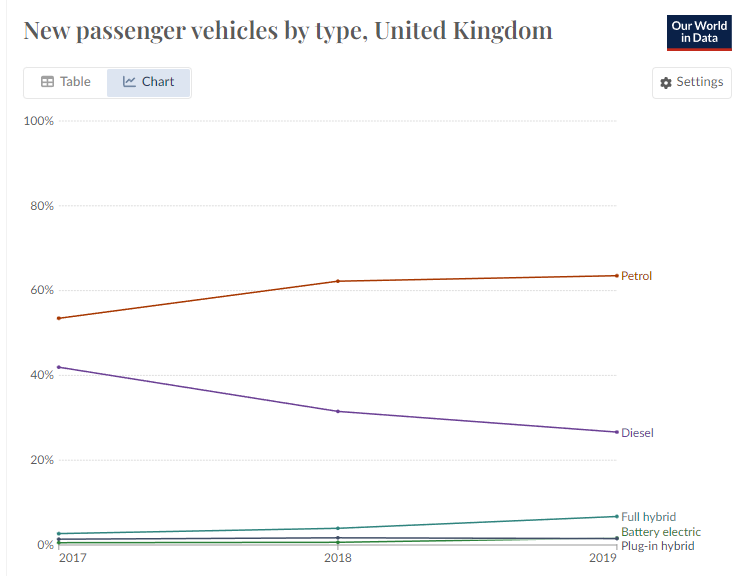 New passenger vehicles by type, United Kingdom
Our World
in Data
Table
Chart
Settings
100%
80%
60%
40%
20%
0%
Petrol
Diesel
Full hybrid
Battery electric
Plug-in hybrid
2017
2018
2019